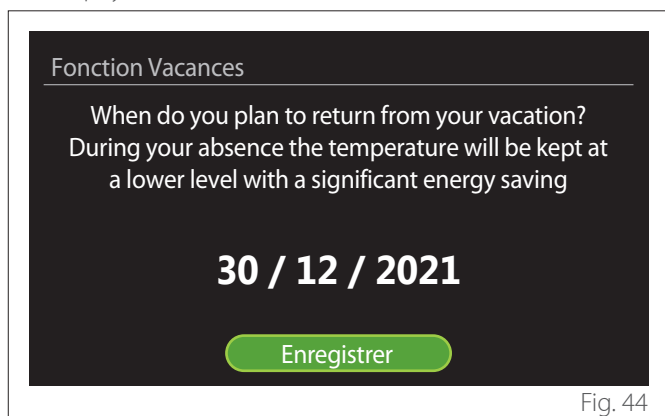 Fonction Vacances
When do you plan to return from your vacation?
During your absence the temperature will be kept at
a lower level with a significant energy saving
30 / 12 / 2021
Enregistrer
Fig. 44